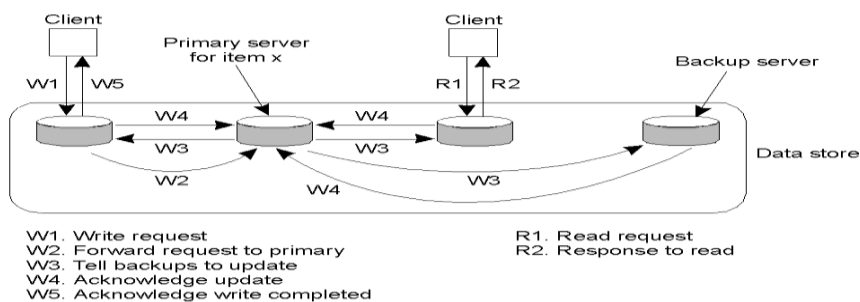 Client
Client
Primary server
for item x
Backup server
W1
W5
R1
R2
W4
W4
W3
W3
W2
W4
W3
Data store
W1. Write request
W2. Forward request to primary
W3. Tell backups to update
W4. Acknowledge update
W5. Acknowledge write completed
R1. Read request
R2. Response to read